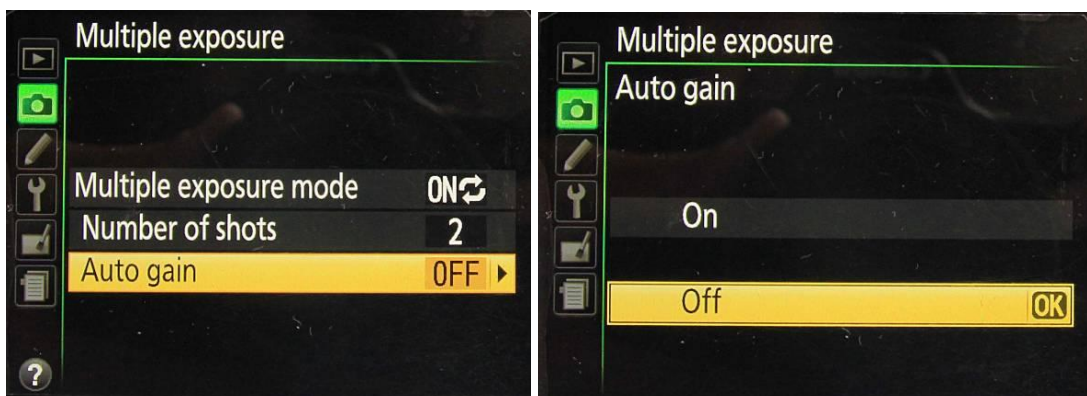 Multiple exposure
Multiple exposure mode ON
Number of shots 2
Auto gain OFF
?
Multiple exposure
Auto gain
On
Off OK